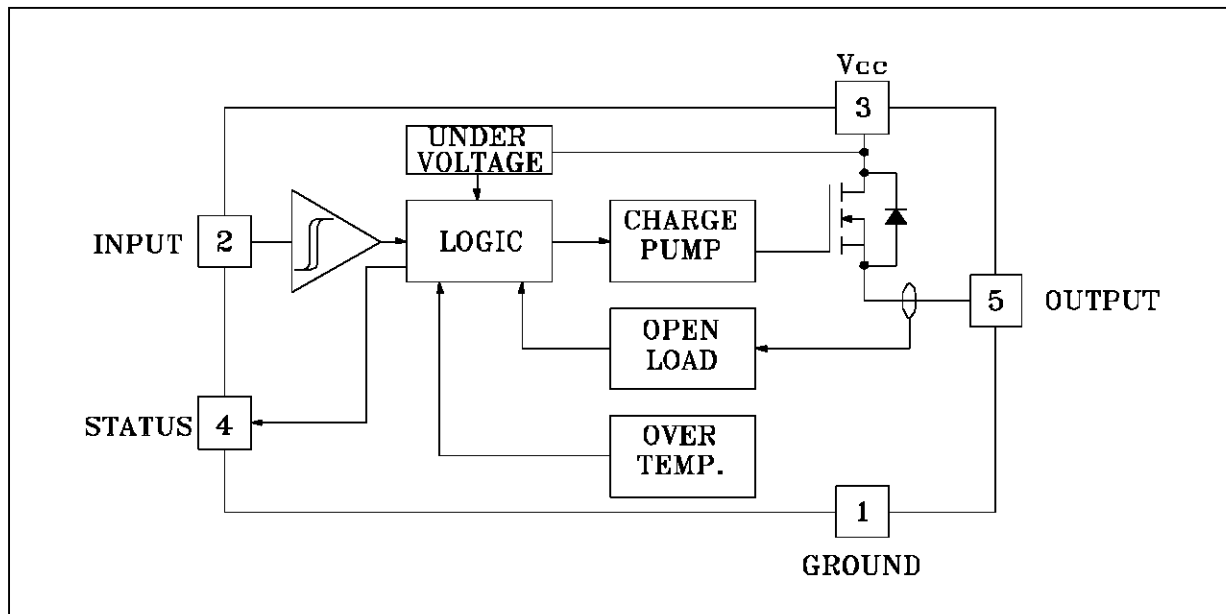 Vcc
3
UNDER
VOLTAGE
INPUT
2
LOGIC
CHARGE
PUMP
5
OUTPUT
OPEN
LOAD
STATUS
4
OVER
TEMP.
1
GROUND